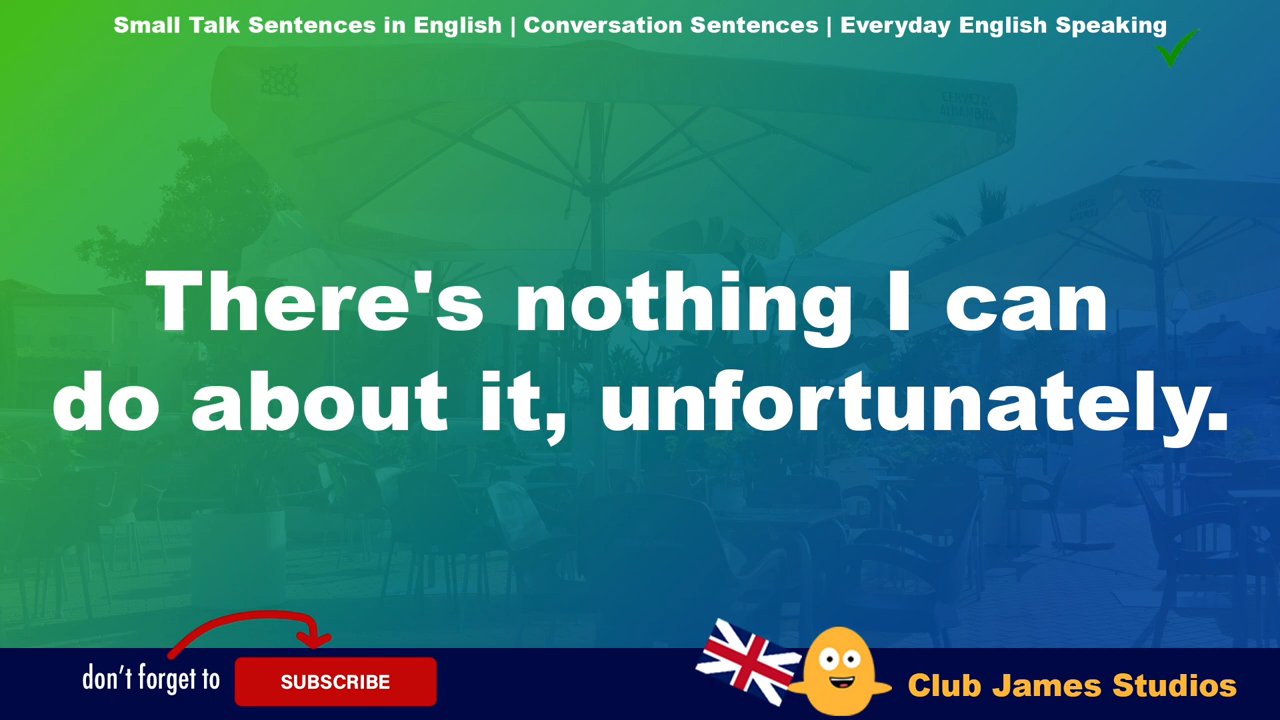 Small Talk Sentences in English | Conversation Sentences | Everyday English Speaking
There's nothing I can
do about it, unfortunately.
don't forget to
SUBSCRIBE
Club James Studios